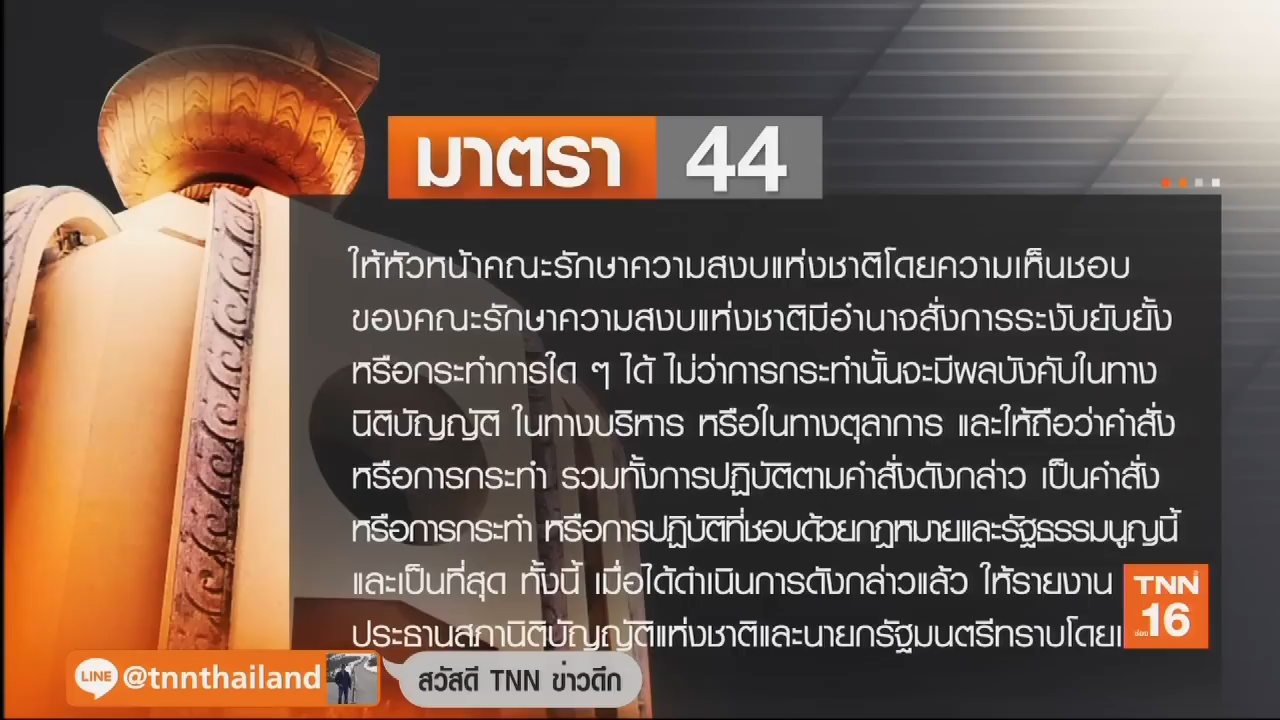 มาตรา 44
ให้หัวหน้าคณะรักษาความสงบแห่งชาติโดยความเห็นชอบ
ของคณะรักษาความสงบแห่งชาติมีอำนาจสั่งการระงับยับยั้ง
หรือกระทำการใด ๆ ได้ ไม่ว่าการกระทำนั้นจะมีผลบังคับในทาง
นิติบัญญัติ ในทางบริหาร หรือในทางตุลาการ และให้ถือว่าคำสั่ง
หรือการกระทำ รวมทั้งการปฏิบัติตามคำสั่งดังกล่าว เป็นคำสั่ง
หรือการกระทำ หรือการปฏิบัติที่ชอบด้วยกฎหมายและรัฐธรรมนูญนี้
และเป็นที่สุด ทั้งนี้ เมื่อได้ดำเนินการดังกล่าวแล้ว ให้รายงาน
ประธานสภานิติบัญญัติแห่งชาติและนายกรัฐมนตรีทราบโดย
TNN
ช่อง 16
LINE @tnnthailand
สวัสดี TNN ข่าวดึก